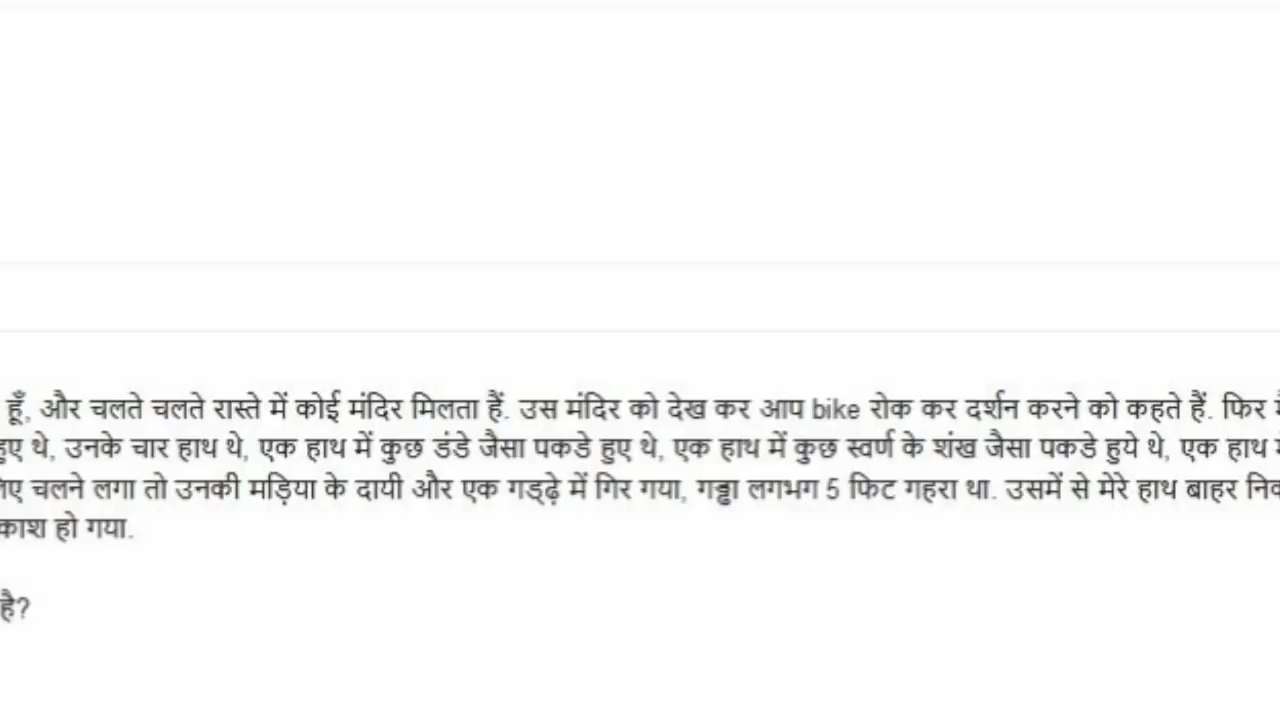 हूँ, और चलते चलते रास्ते में कोई मंदिर मिलता हैं. उस मंदिर को देख कर आप bike रोक कर दर्शन करने को कहते हैं. फिर
हुए थे, उनके चार हाथ थे, एक हाथ में कुछ डंडे जैसा पकडे हुए थे, एक हाथ में कुछ स्वर्ण के शंख जैसा पकडे हुये थे, एक हाथ
चलने लगा तो उनकी मड़िया के दायी और एक गड्ढ़े में गिर गया, गड्ढा लगभग 5 फिट गहरा था. उसमें से मेरे हाथ बाहर
हो गया.
है?